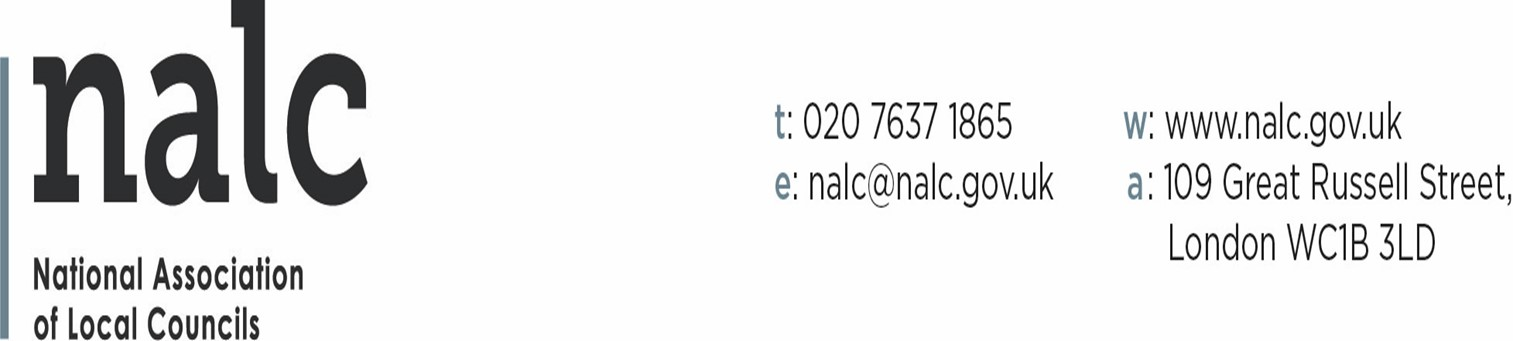 nalc
National Association
of Local Councils
t: 020 7637 1865
e: nalc@nalc.gov.uk
w: www.nalc.gov.uk
a: 109 Great Russell Street,
London WC1B 3LD